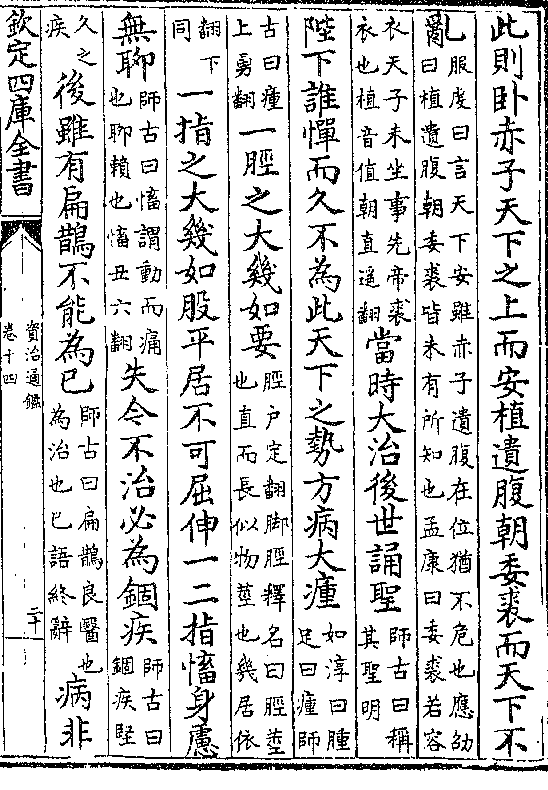 此則卧赤子天下之上而安植遺腹朝委裘而天下不
亂服䖍曰言天下安雖赤子遺腹在位猶不危也應劭曰植遺腹朝委裘皆未有所知也孟康曰委裘若容
衣天子未坐事先帝裘衣也植音值朝直遥翻當時大治後世誦聖師古曰稱其聖明
陛下誰憚而久不為此天下之勢方病大瘇如淳曰腫足曰瘇師
古曰瘇上勇翻一脛之大幾如要脛户定翻脚脛釋名曰脛莖也直而長似物莖也幾居依
翻下同一指之大幾如股平居不可屈伸一二指慉身慮
無聊師古曰慉謂動而痛也聊賴也慉丑六翻失今不治必為錮疾師古曰錮疾堅
久之疾後雖有扁鵲不能為已師古曰扁鵲良醫也為治也已語終辭病非
欽定四庫全書
資治通鑑
卷十四
二十